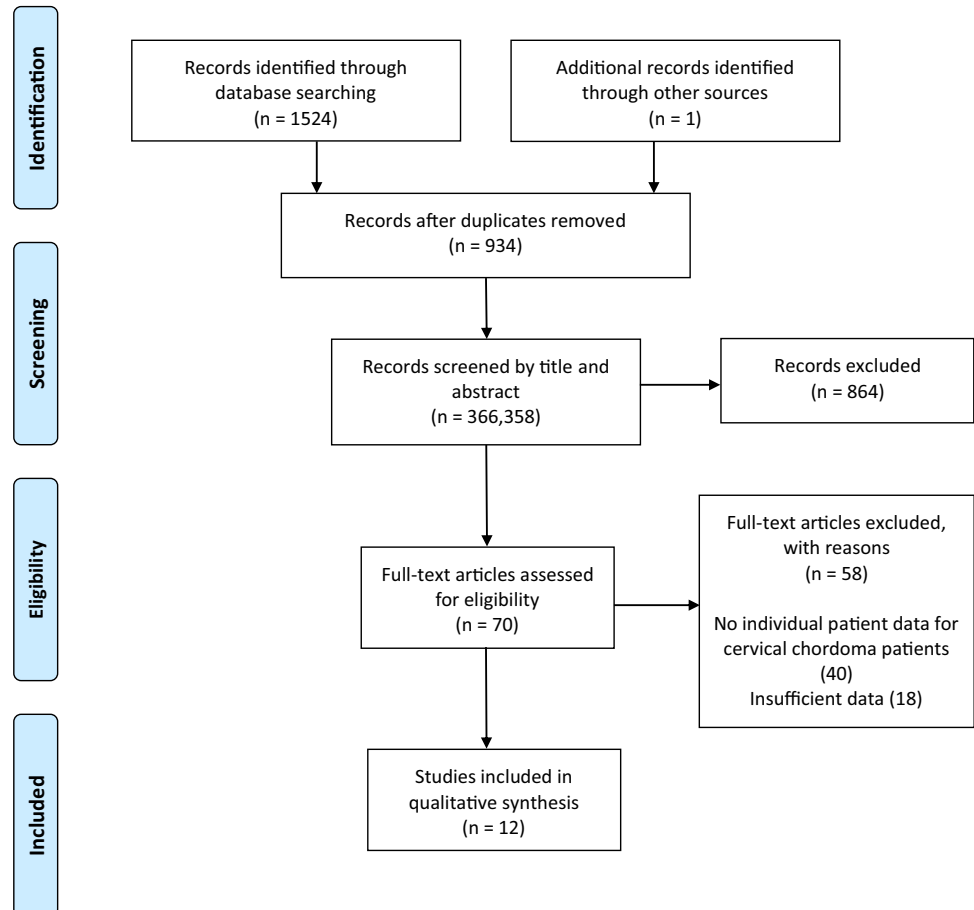 Identification
Records identified through
database searching
(n = 1524)
Additional records identified
through other sources
(n = 1)
Records after duplicates removed
(n = 934)
Screening
Records screened by title and
abstract
(n = 366,358)
Records excluded
(n = 864)
Eligibility
Full-text articles assessed
for eligibility
(n = 70)
Full-text articles excluded,
with reasons
(n = 58)
No individual patient data for
cervical chordoma patients
(40)
Insufficient data (18)
Included
Studies included in
qualitative synthesis
(n = 12)